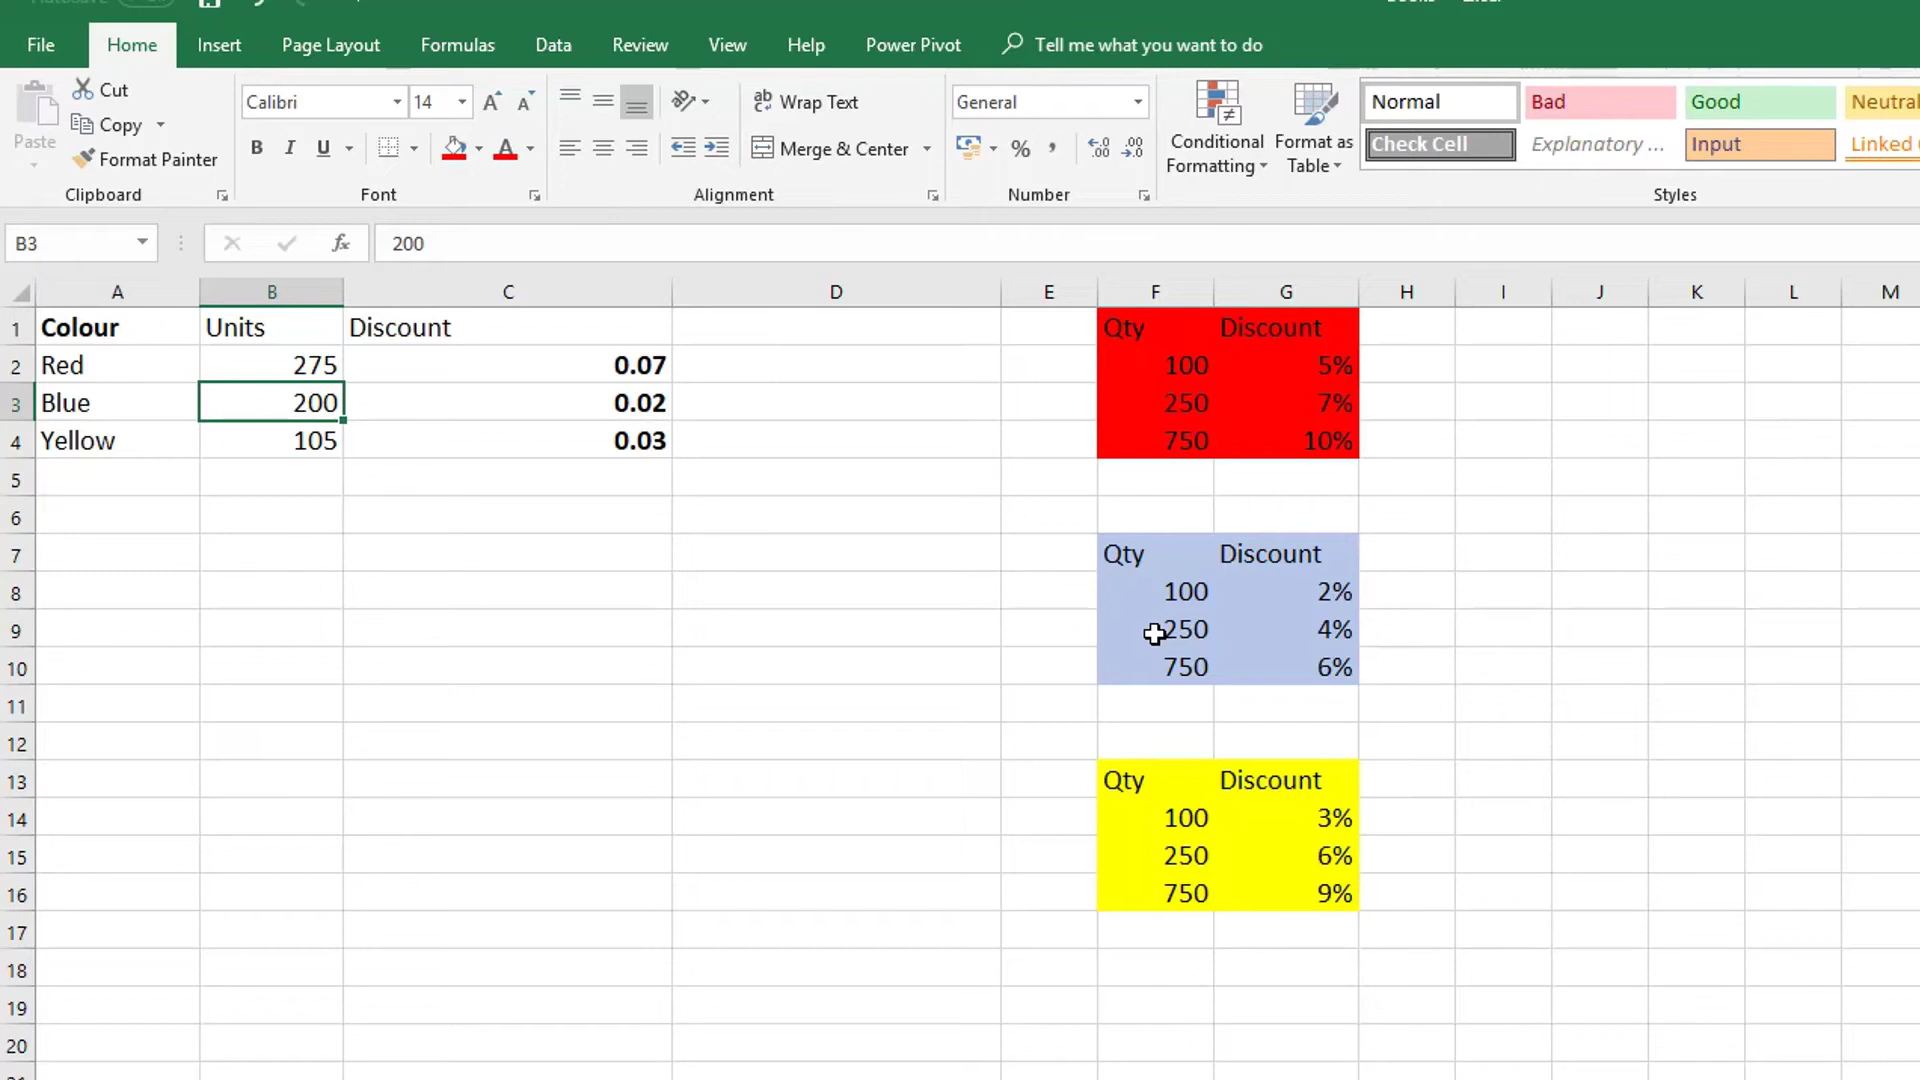 File Home Insert Page Layout Formulas Data Review View Help Power Pivot Tell me what you want to do
Cut
Copy
Format Painter
Paste
Clipboard
Calibri 14
B I U
Font
Wrap Text
Merge & Center
Alignment
General
Number
Conditional Formatting
Format as Table
Normal Bad Good Neutral
Check Cell Explanatory ... Input Linked
Styles
B3 fx 200
A B C D E F G H I J K L M
1 Colour Units Discount Qty Discount
2 Red 275 0.07 100 5%
3 Blue 200 0.02 250 7%
4 Yellow 105 0.03 750 10%
5
6
7 Qty Discount
8 100 2%
9 250 4%
10 750 6%
11
12
13 Qty Discount
14 100 3%
15 250 6%
16 750 9%
17
18
19
20